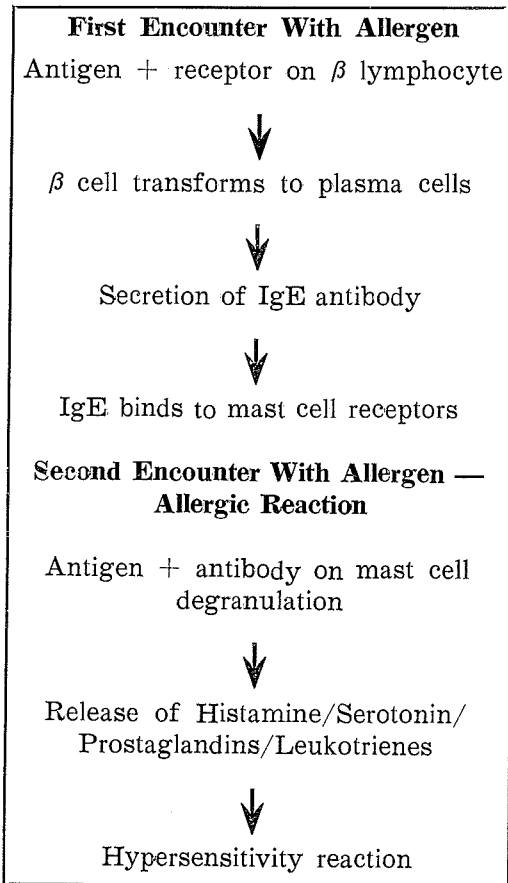 First Encounter With Allergen
Antigen + receptor on β lymphocyte
β cell transforms to plasma cells
Secretion of IgE antibody
IgE binds to mast cell receptors
Second Encounter With Allergen —
Allergic Reaction
Antigen + antibody on mast cell
degranulation
Release of Histamine/Serotonin/
Prostaglandins/Leukotrienes
Hypersensitivity reaction